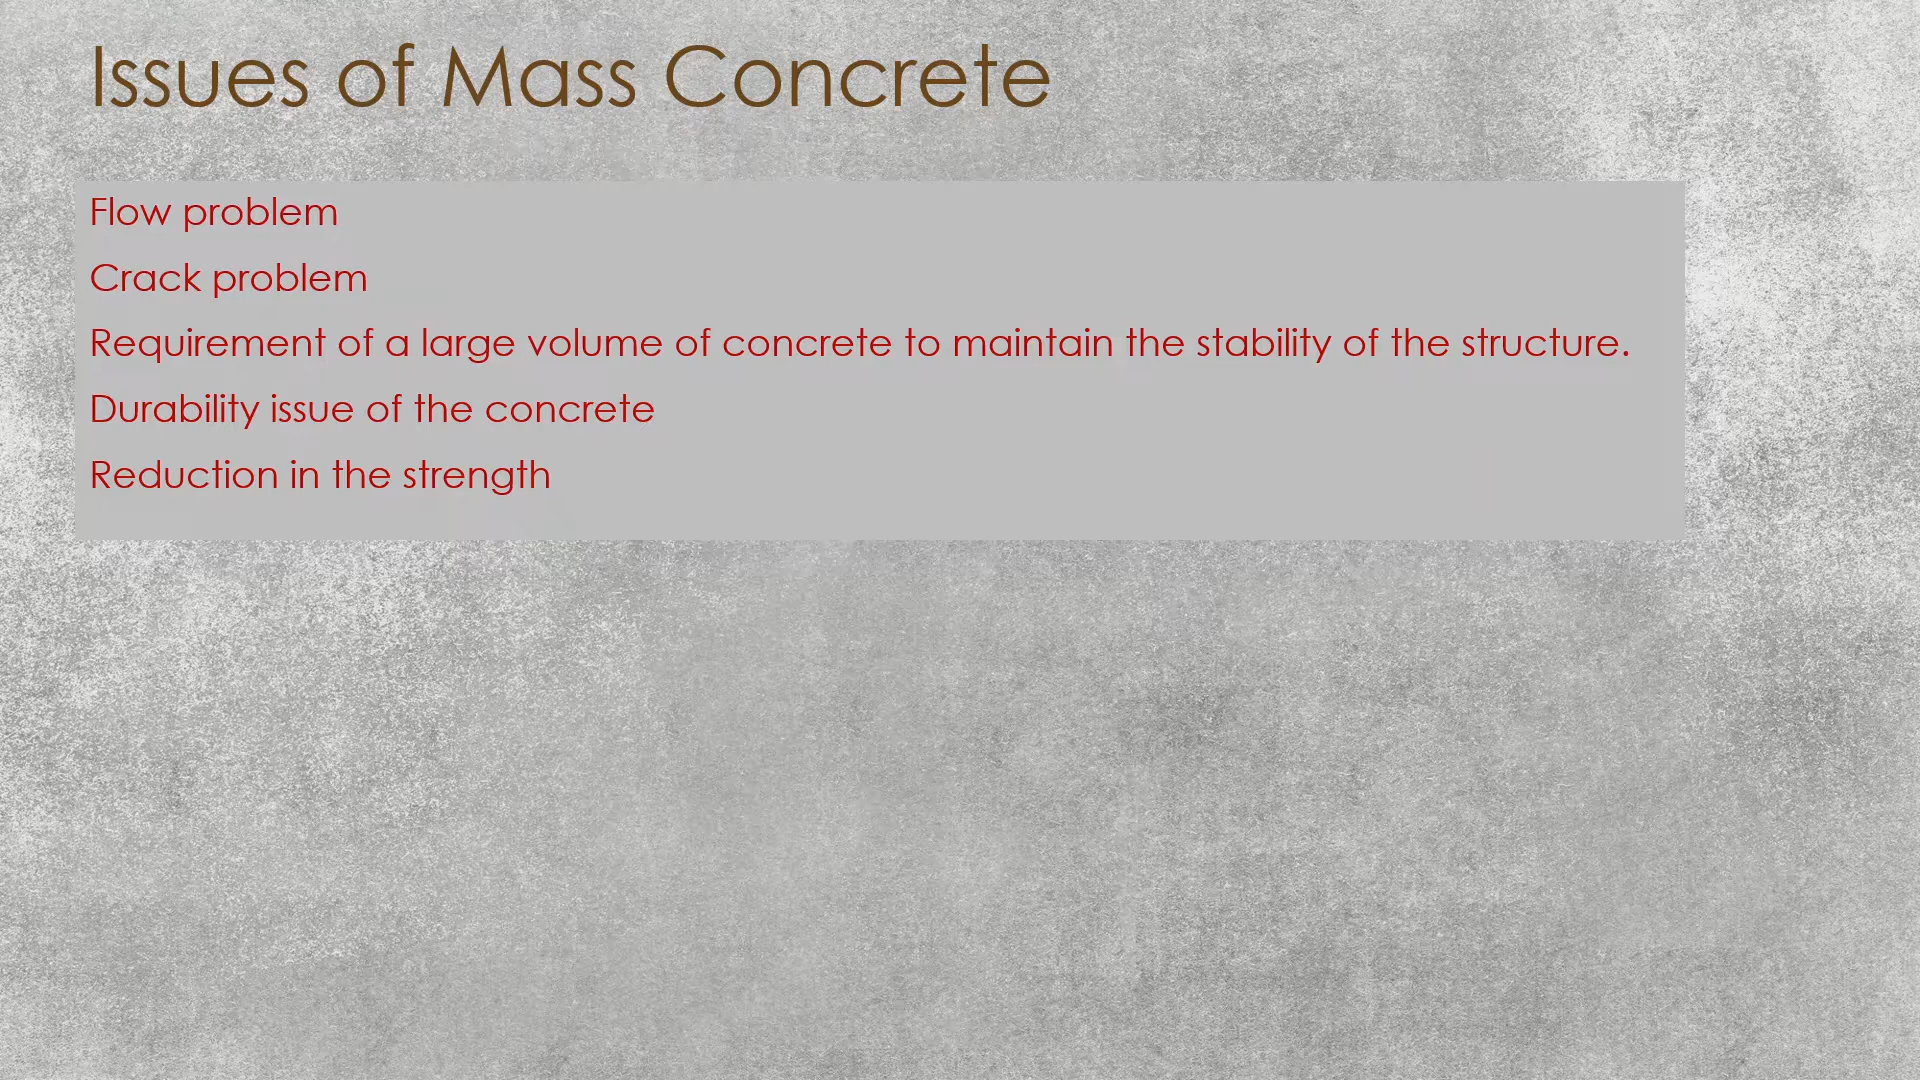 Issues of Mass Concrete
Flow problem
Crack problem
Requirement of a large volume of concrete to maintain the stability of the structure.
Durability issue of the concrete
Reduction in the strength